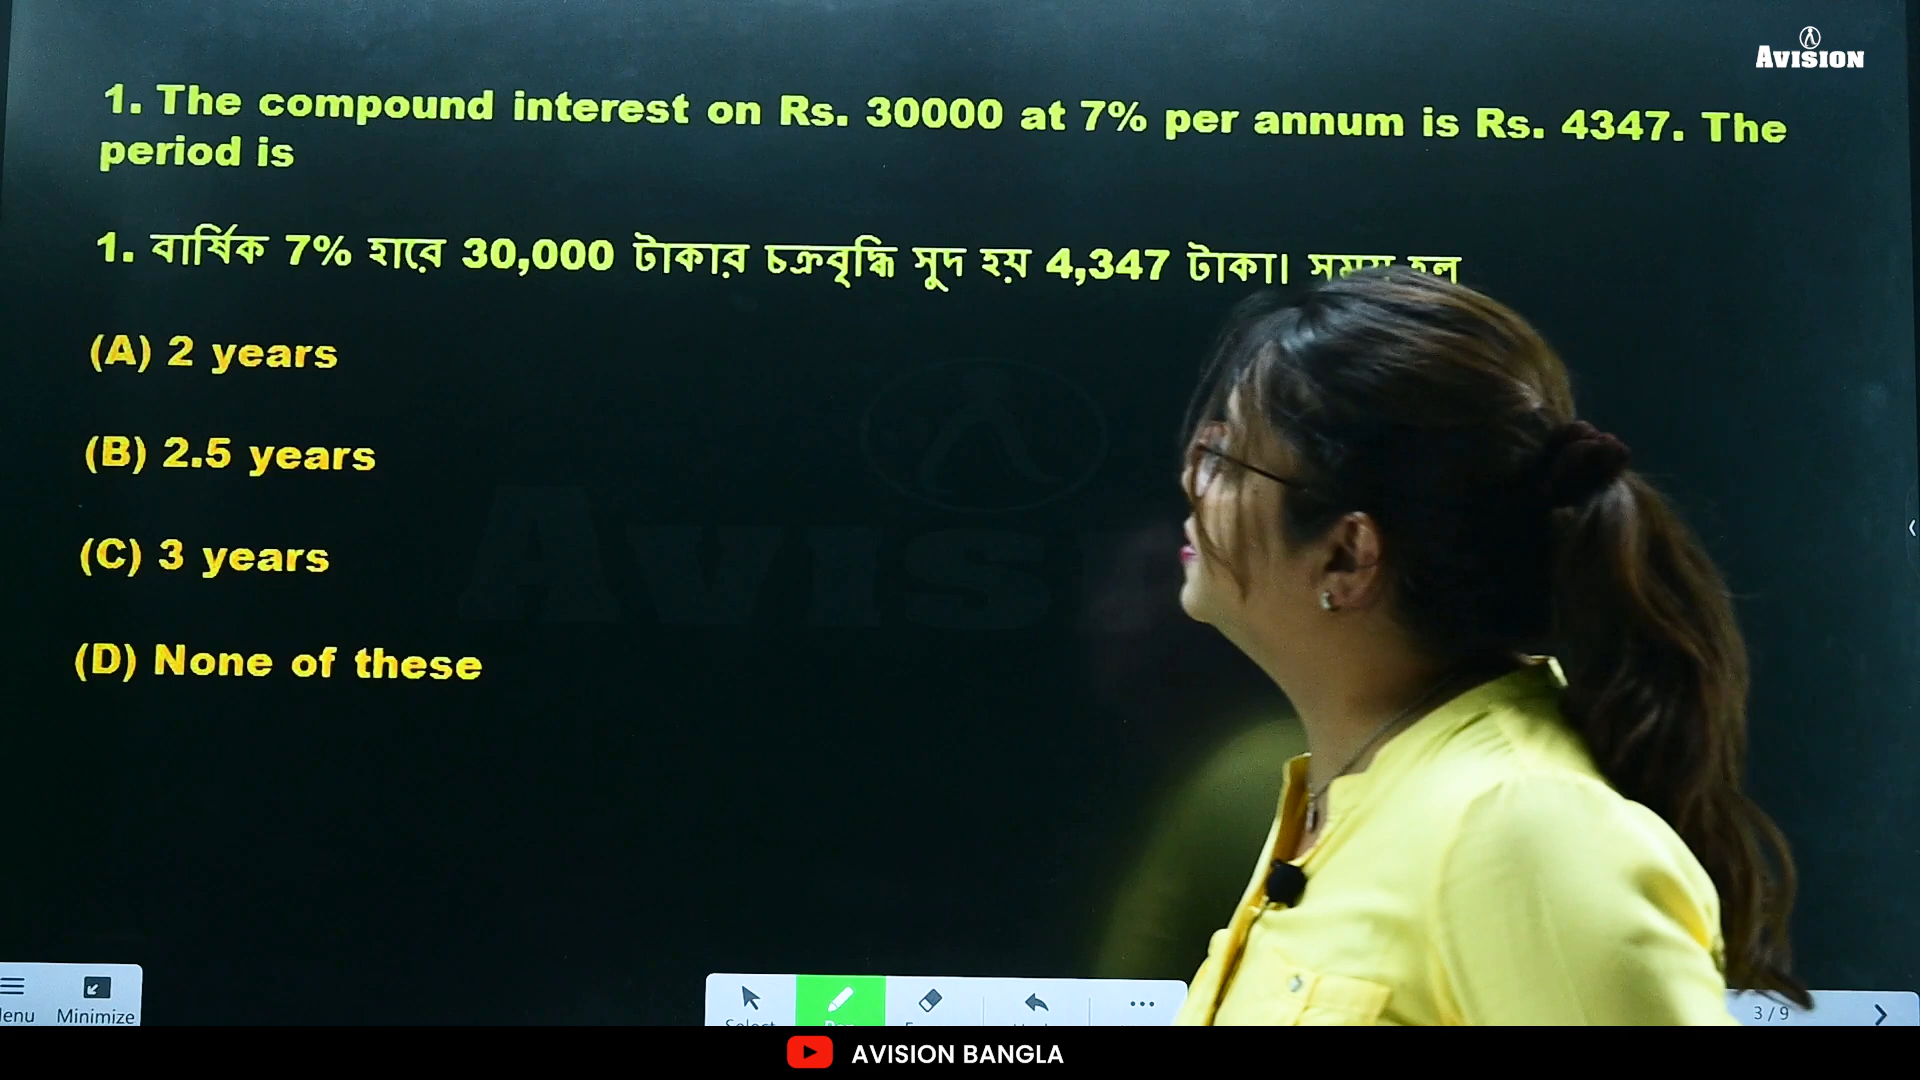 AVISION
1. The compound interest on Rs. 30000 at 7% per annum is Rs. 4347. The
period is
1. বার্ষিক 7% হারে 30,000 টাকার চক্রবৃদ্ধি সুদ হয় 4,347 টাকা। সময় হল
(A) 2 years
(B) 2.5 years
(C) 3 years
(D) None of these
Minimize
3 / 9
AVISION BANGLA